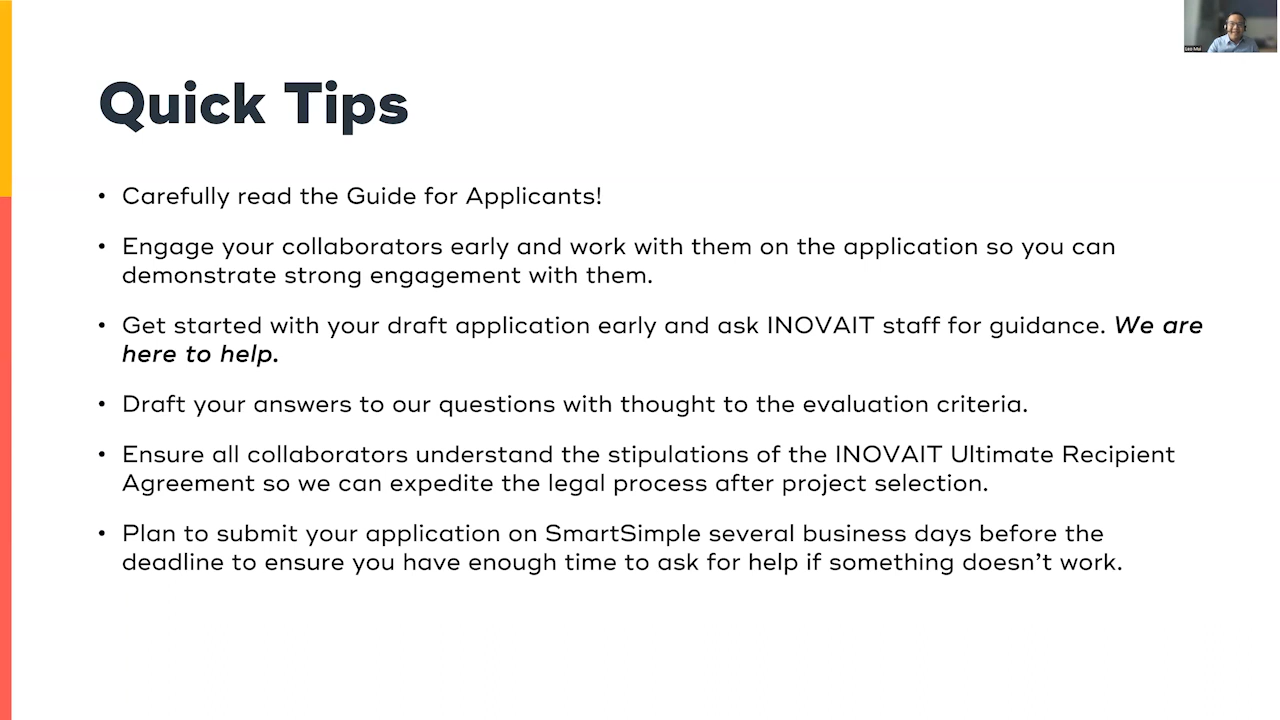 Quick Tips
• Carefully read the Guide for Applicants!
• Engage your collaborators early and work with them on the application so you can
demonstrate strong engagement with them.
• Get started with your draft application early and ask INOVAIT staff for guidance. We are
here to help.
• Draft your answers to our questions with thought to the evaluation criteria.
• Ensure all collaborators understand the stipulations of the INOVAIT Ultimate Recipient
Agreement so we can expedite the legal process after project selection.
• Plan to submit your application on SmartSimple several business days before the
deadline to ensure you have enough time to ask for help if something doesn’t work.